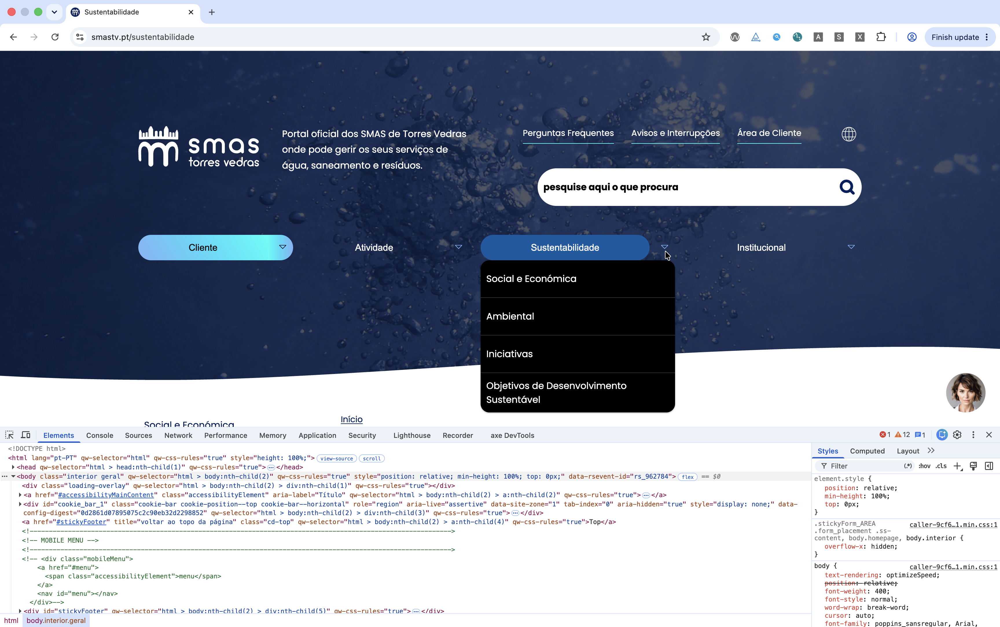 Sustentabilidade
smastv.pt/sustentabilidade
A
S
X
Finish update
smas
torres vedras
Portal oficial dos SMAS de Torres Vedras
onde pode gerir os seus serviços de
água, saneamento e resíduos.
Perguntas Frequentes
Avisos e Interrupções
Área de Cliente
pesquise aqui o que procura
Cliente
Atividade
Sustentabilidade
Institucional
Social e Económica
Ambiental
Iniciativas
Objetivos de Desenvolvimento
Sustentável
Início
Social e Económica
Elements
Console
Sources
Network
Performance
Memory
Application
Security
Lighthouse
Recorder
axe DevTools
1
12
1
<!DOCTYPE html>
<html lang="pt-PT" qw-selector="html" qw-css-rules="true" style="height: 100%;"> view-source scroll
<head qw-selector="html > head:nth-child(1)" qw-css-rules="true">…</head>
<body class="interior geral" qw-selector="html > body:nth-child(2)" qw-css-rules="true" style="position: relative; min-height: 100%; top: 0px;" data-rsevent-id="rs_962784"> flex == $0
<div class="loading-overlay" qw-selector="html > body:nth-child(2) > div:nth-child(1)" qw-css-rules="true"></div>
<a href="#accessibilityMainContent" class="accessibilityElement" aria-label="Título" qw-selector="html > body:nth-child(2) > a:nth-child(2)" qw-css-rules="true">…</a>
<div id="cookie_bar_1" class="cookie-bar cookie-position--top cookie-bar--horizontal" role="region" aria-live="assertive" data-site-zone="1" tab-index="0" aria-hidden="true" style="display: none;" data-
config-digest="0d2861d07895075c2c90eb32d2298852" qw-selector="html > body:nth-child(2) > div:nth-child(3)" qw-css-rules="true">…</div>
<a href="#stickyFooter" title="voltar ao topo da página" class="cd-top" qw-selector="html > body:nth-child(2) > a:nth-child(4)" qw-css-rules="true">Top</a>
<!---------------------------------------------------------------------------------------------------------------->
<!-- MOBILE MENU -->
<!---------------------------------------------------------------------------------------------------------------->
<!-- <div class="mobileMenu">
<a href="#menu">
<span class="accessibilityElement">menu</span>
</a>
<nav id="menu"></nav>
</div>-->
<div id="stickyFooter" qw-selector="html > body:nth-child(2) > div:nth-child(5)" qw-css-rules="true">…</div>
html body.interior.geral
Styles
Computed
Layout
Filter
(.*)
:hov
.cls
element.style {
position: relative;
min-height: 100%;
top: 0px;
}
.stickyForm_AREA caller-9cf6…1.min.css:1
.form_placement .ss-
content, body.homepage, body.interior {
overflow-x: hidden;
}
body { caller-9cf6…1.min.css:1
text-rendering: optimizeSpeed;
position: relative;
font-weight: 400;
font-style: normal;
word-wrap: break-word;
cursor: auto;
font-family: poppins_sansregular, Arial,